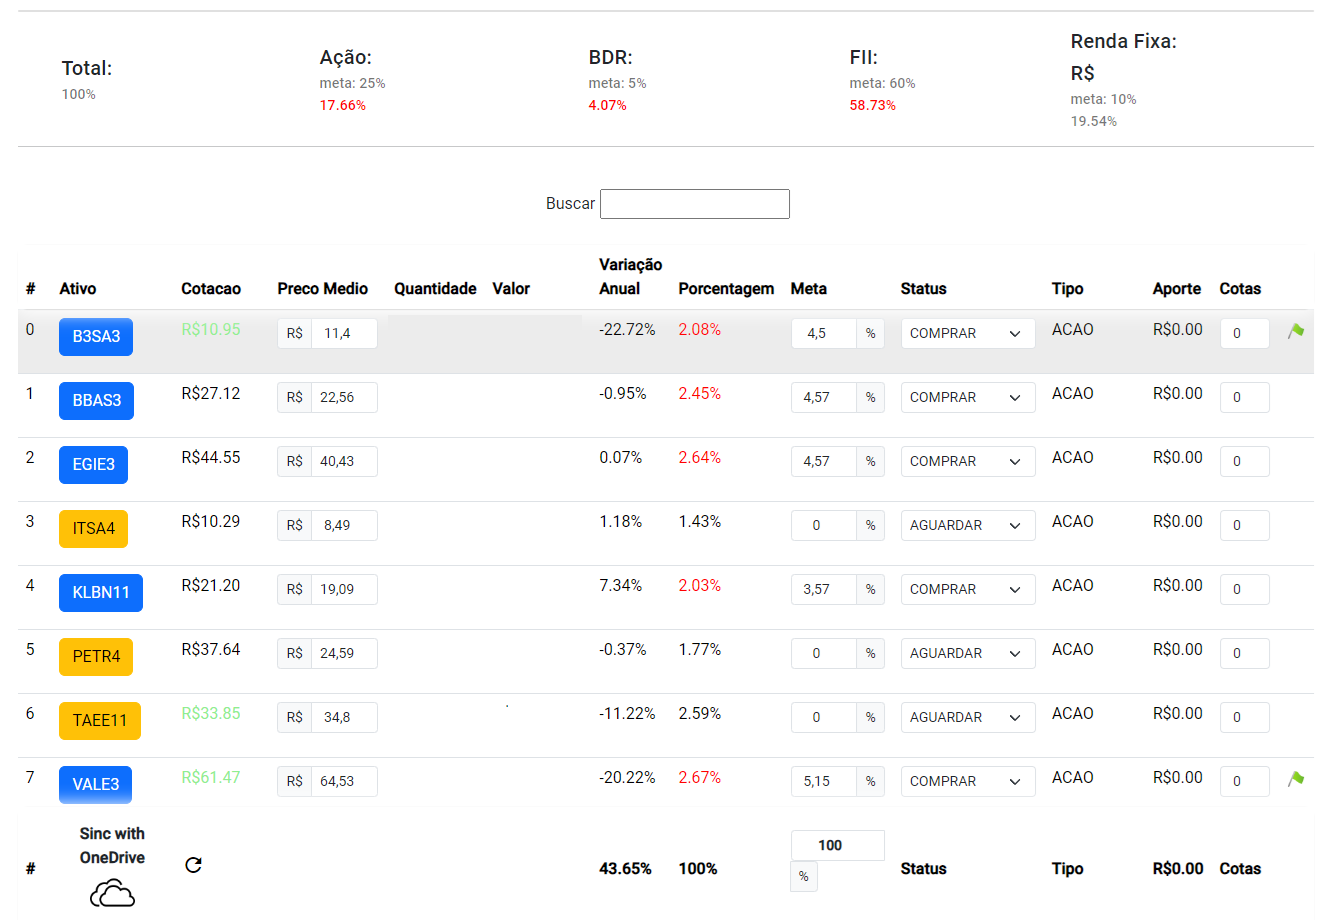 Total:
100%
Ação:
meta: 25%
17.66%
BDR:
meta: 5%
4.07%
FII:
meta: 60%
58.73%
Renda Fixa:
R$
meta: 10%
19.54%
Buscar
# Ativo Cotacao Preco Medio Quantidade Valor Variação Anual Porcentagem Meta Status Tipo Aporte Cotas
0 B3SA3 R$10.95 R$ 11,4 -22.72% 2.08% 4,5 % COMPRAR ACAO R$0.00 0
1 BBAS3 R$27.12 R$ 22,56 -0.95% 2.45% 4,57 % COMPRAR ACAO R$0.00 0
2 EGIE3 R$44.55 R$ 40,43 0.07% 2.64% 4,57 % COMPRAR ACAO R$0.00 0
3 ITSA4 R$10.29 R$ 8,49 1.18% 1.43% 0 % AGUARDAR ACAO R$0.00 0
4 KLBN11 R$21.20 R$ 19,09 7.34% 2.03% 3,57 % COMPRAR ACAO R$0.00 0
5 PETR4 R$37.64 R$ 24,59 -0.37% 1.77% 0 % AGUARDAR ACAO R$0.00 0
6 TAEE11 R$33.85 R$ 34,8 -11.22% 2.59% 0 % AGUARDAR ACAO R$0.00 0
7 VALE3 R$61.47 R$ 64,53 -20.22% 2.67% 5,15 % COMPRAR ACAO R$0.00 0
# Sinc with OneDrive 43.65% 100% 100 % Status Tipo R$0.00 Cotas